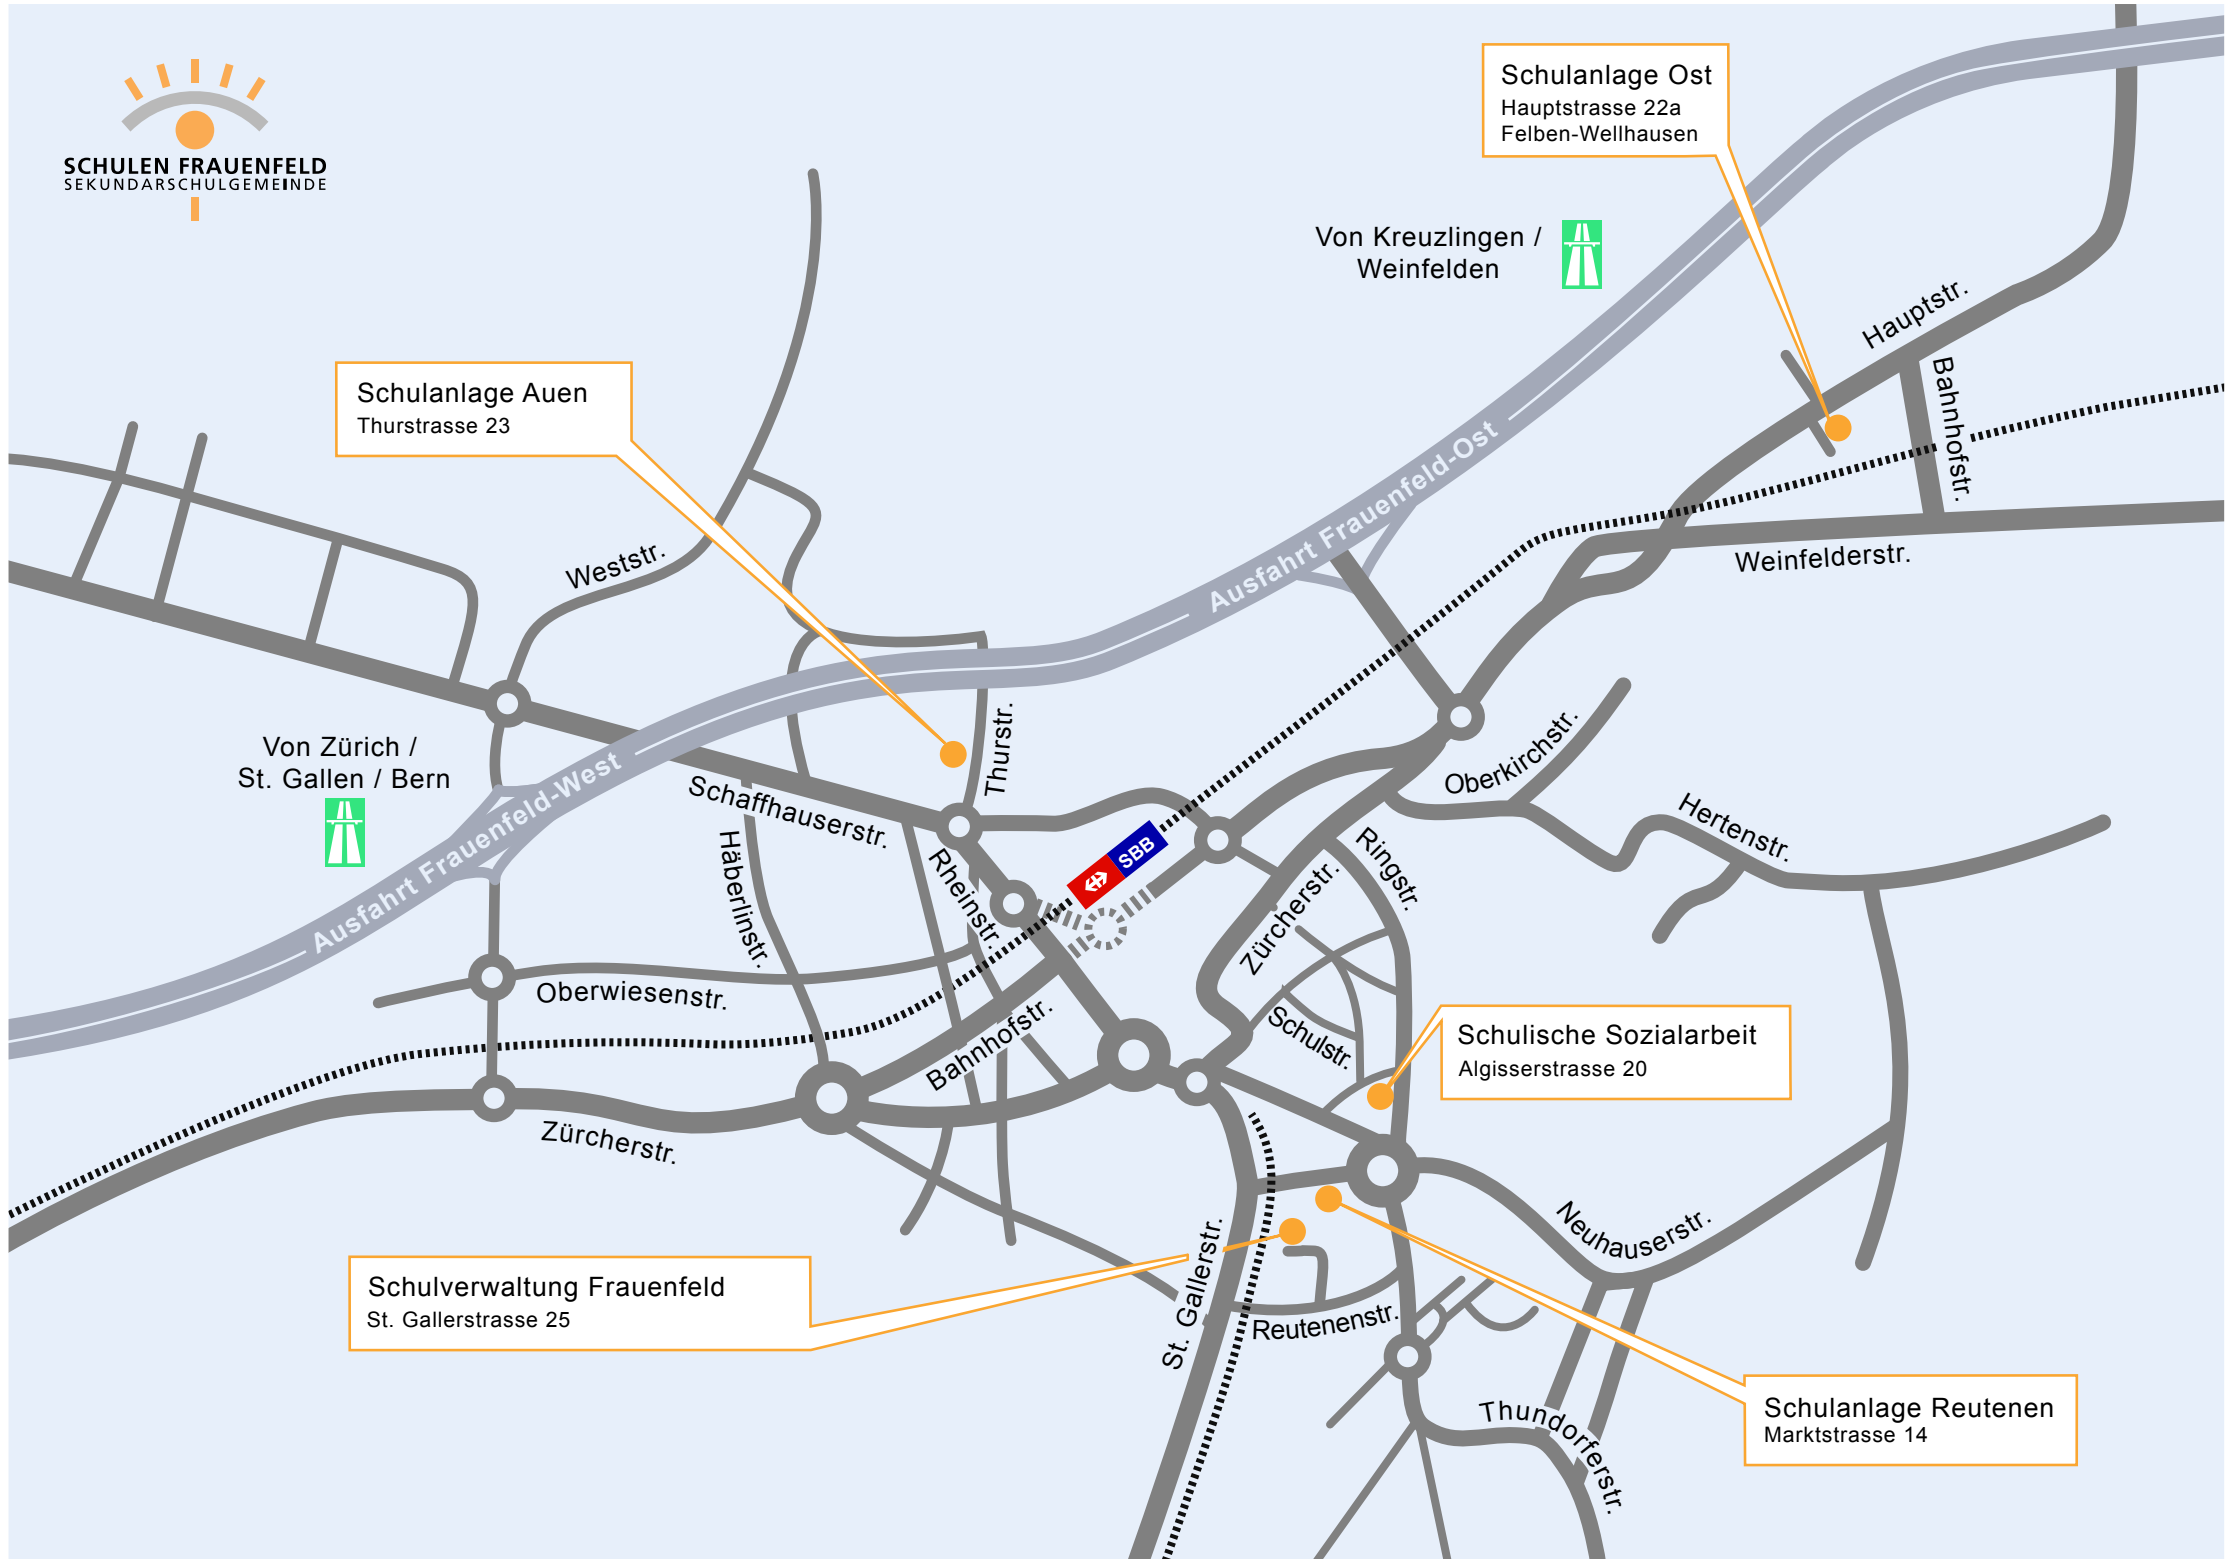 SCHULEN FRAUENFELD
SEKUNDARSCHULGEMEINDE
Schulanlage Ost
Hauptstrasse 22a
Felben-Wellhausen
Von Kreuzlingen /
Weinfelden
Hauptstr.
Bahnhofstr.
Weinfelderstr.
Schulanlage Auen
Thurstrasse 23
Weststr.
Ausfahrt Frauenfeld-Ost
Von Zürich /
St. Gallen / Bern
Ausfahrt Frauenfeld-West
Schaffhauserstr.
Thurstr.
Oberkirchstr.
Hertenstr.
SBB
Häberlinstr.
Rheinstr.
Zürcherstr.
Ringstr.
Oberwiesenstr.
Bahnhofstr.
Schulstr.
Schulische Sozialarbeit
Algisserstrasse 20
Zürcherstr.
Neuhauserstr.
Schulverwaltung Frauenfeld
St. Gallerstrasse 25
St. Gallerstr.
Reutenenstr.
Thundorferstr.
Schulanlage Reutenen
Marktstrasse 14